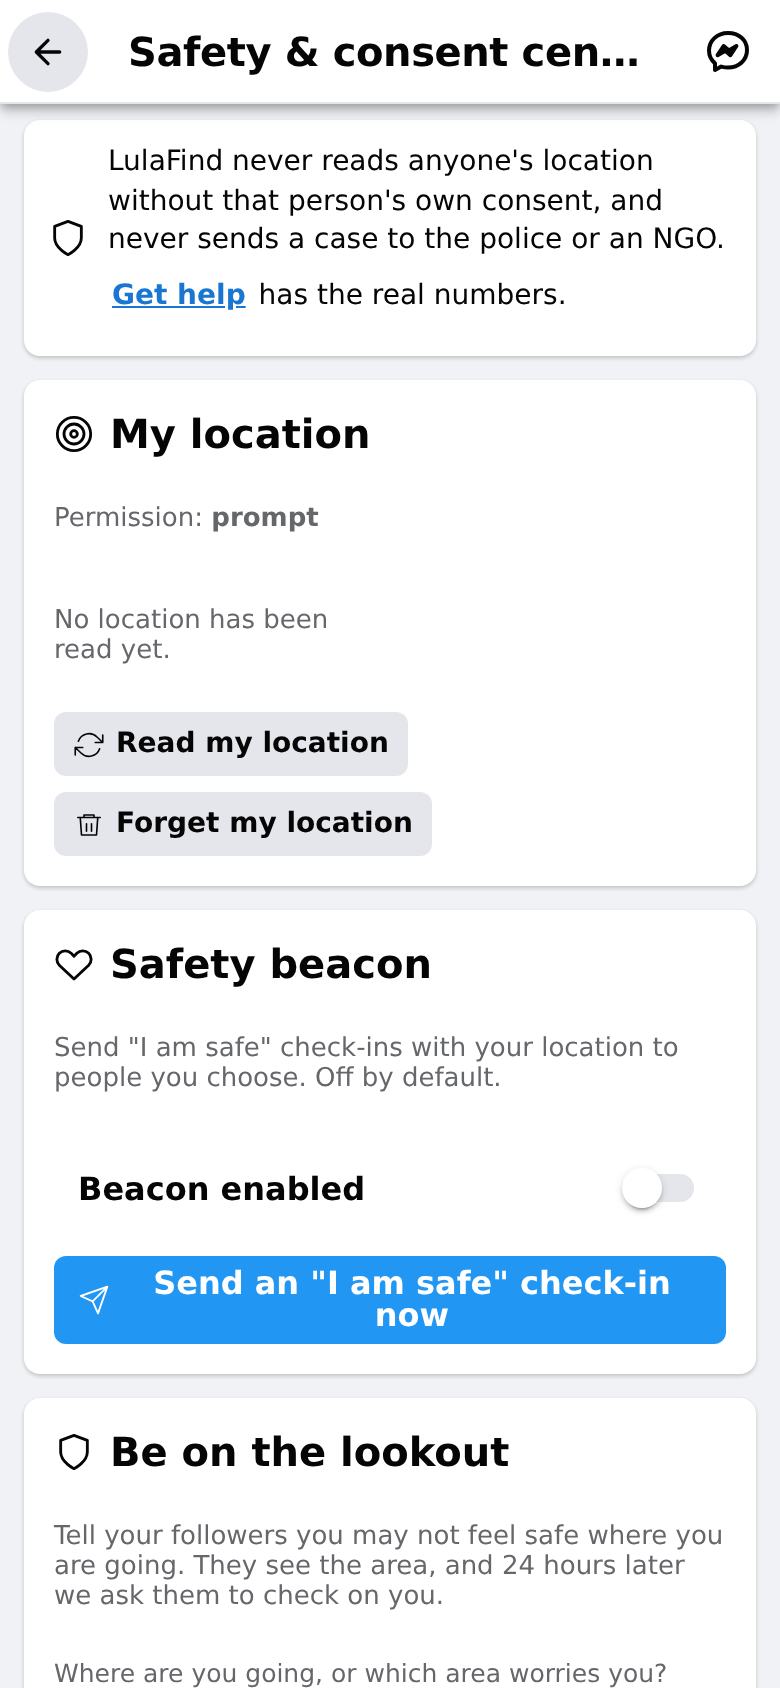 Safety & consent cen...
LulaFind never reads anyone's location
without that person's own consent, and
never sends a case to the police or an NGO.
Get help has the real numbers.
My location
Permission: prompt
No location has been
read yet.
Read my location
Forget my location
Safety beacon
Send "I am safe" check-ins with your location to
people you choose. Off by default.
Beacon enabled
Send an "I am safe" check-in
now
Be on the lookout
Tell your followers you may not feel safe where you
are going. They see the area, and 24 hours later
we ask them to check on you.
Where are you going, or which area worries you?